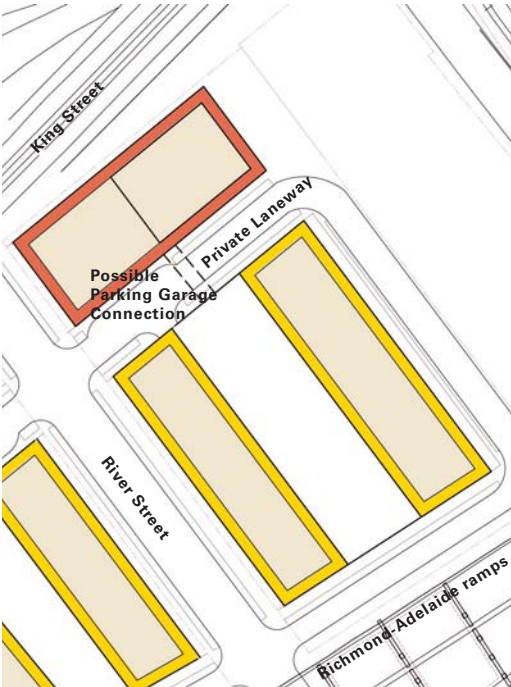 King Street
Private Laneway
Possible
Parking Garage
Connection
River Street
Richmond-Adelaide ramps